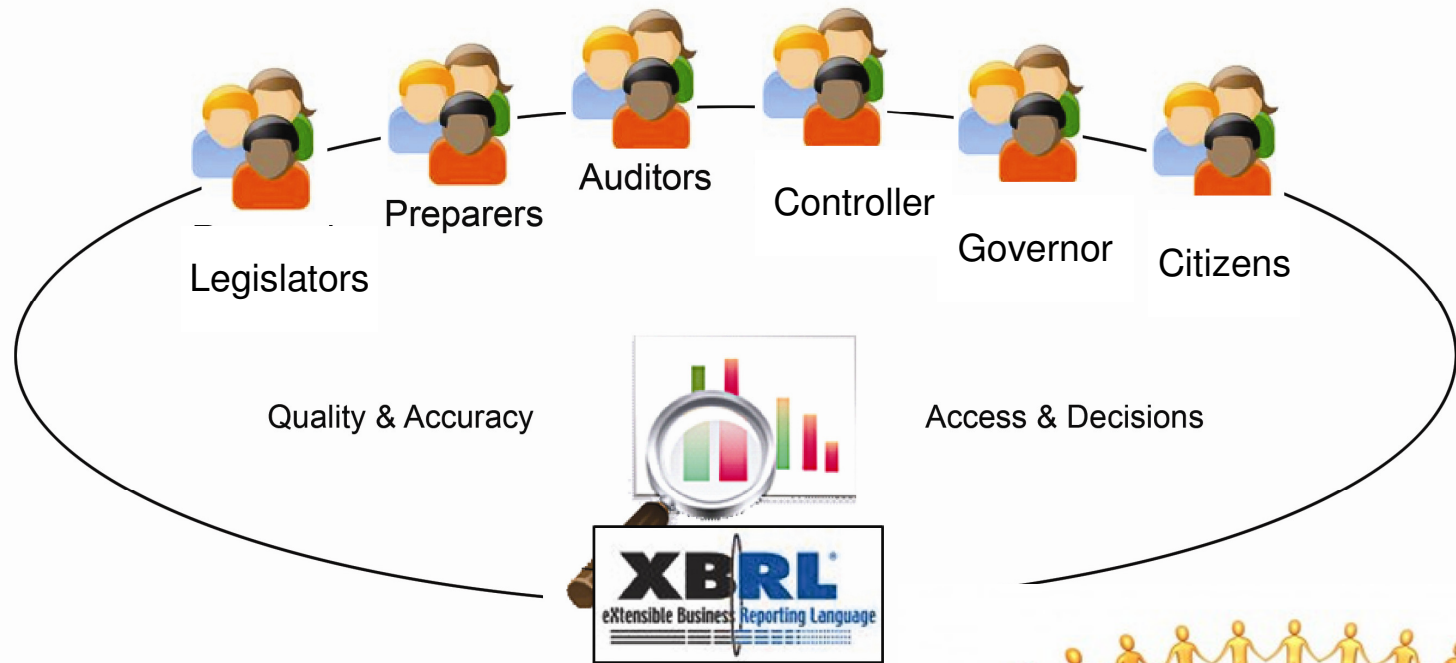 Auditors
Preparers
Controller
Governor
Citizens
Legislators
Quality & Accuracy
Access & Decisions
XBRL®
eXtensible Business Reporting Language